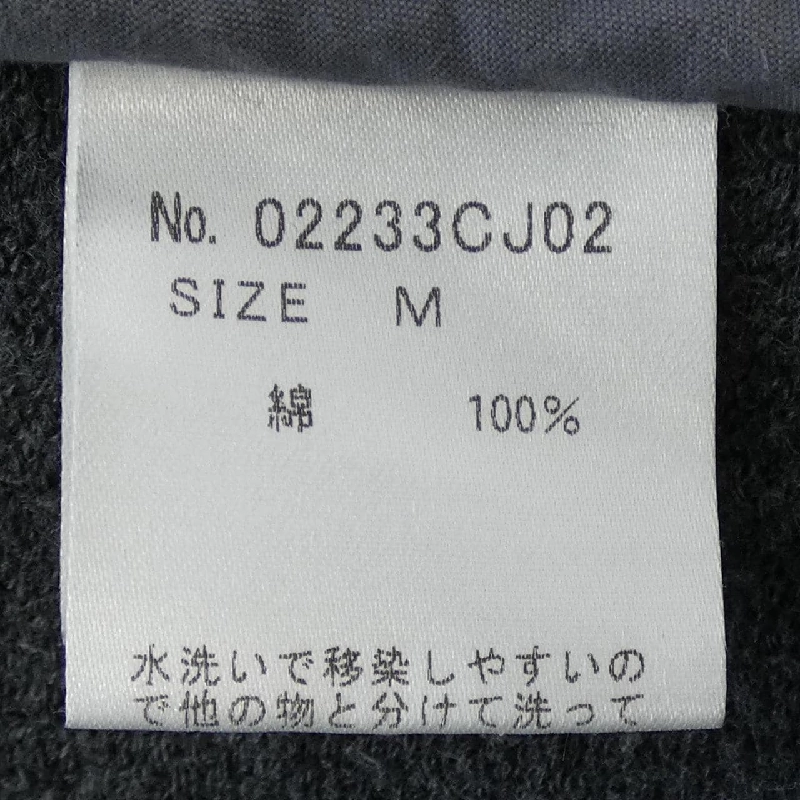 No. 02233CJ02
SIZE M
綿 100%
水洗いで移染しやすいの
で他の物と分けて洗って